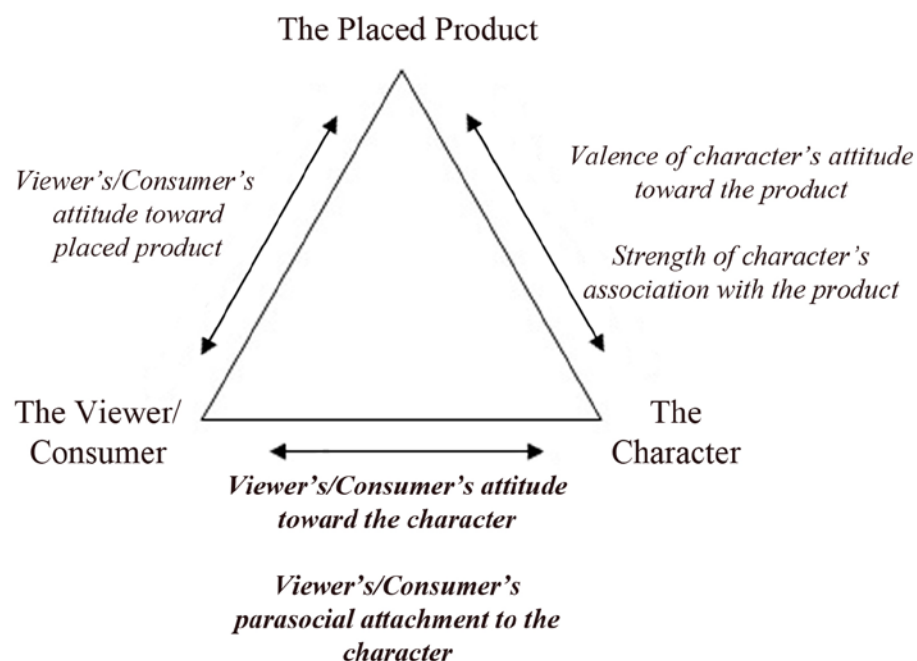 The Placed Product
Valence of character's attitude
toward the product
Viewer's/Consumer's
attitude toward
placed product
Strength of character's
association with the product
The Viewer/
Consumer
The
Character
Viewer's/Consumer's attitude
toward the character
Viewer's/Consumer's
parasocial attachment to the
character